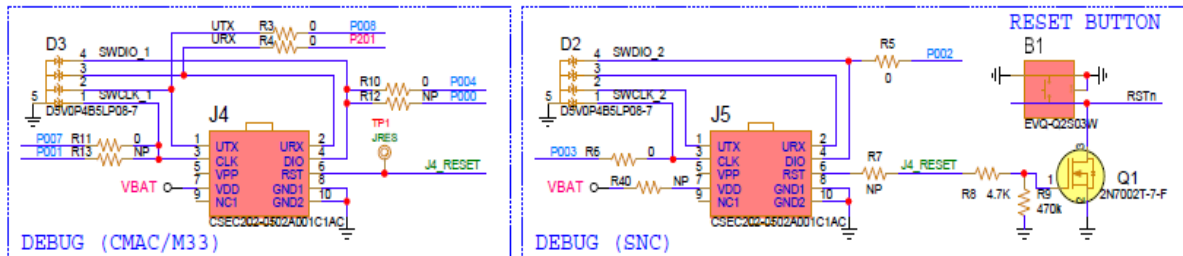 UTX R3 0 P008
URX R4 0 P201
D3
4 SWDIO_1
3
2
5 1 SWCLK_1
D5V0P4B5LP08-7
R10 0 P004
R12 NP P000
TP1
JRES
J4
P007 R11 0
P001 R13 NP
1 UTX URX 2
3 CLK DIO 4
5 VPP RST 6
J4_RESET
VBAT 7 VDD GND1 8
9 NC1 GND2 10
CSEC202-0502A001C1AC
DEBUG (CMAC/M33)
D2
4 SWDIO_2
3
2
5 1 SWCLK_2
D5V0P4B5LP08-7
R5
0
P002
J5
P003 R6 0
1 UTX URX 2
3 CLK DIO 4
5 VPP RST 6
VBAT R40 NP 7 VDD GND1 8
9 NC1 GND2 10
CSEC202-0502A001C1AC
R7
NP
J4_RESET
R8 4.7K
R9
470k
DEBUG (SNC)
RESET BUTTON
B1
RSTn
EVQ-Q2S03W
3
1
2
Q1
2N7002T-7-F